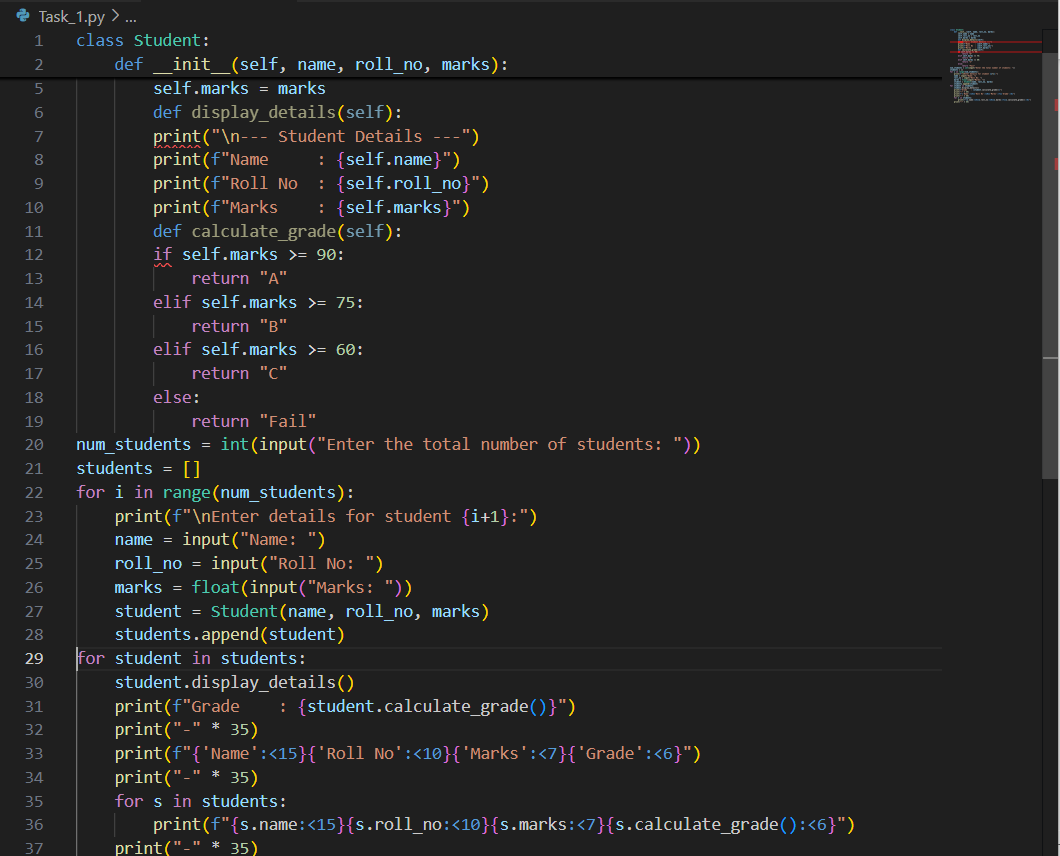 Task_1.py > ...
1 class Student:
2     def __init__(self, name, roll_no, marks):
5         self.marks = marks
6         def display_details(self):
7         print("\n--- Student Details ---")
8         print(f"Name     : {self.name}")
9         print(f"Roll No  : {self.roll_no}")
10         print(f"Marks    : {self.marks}")
11         def calculate_grade(self):
12         if self.marks >= 90:
13             return "A"
14         elif self.marks >= 75:
15             return "B"
16         elif self.marks >= 60:
17             return "C"
18         else:
19             return "Fail"
20 num_students = int(input("Enter the total number of students: "))
21 students = []
22 for i in range(num_students):
23     print(f"\nEnter details for student {i+1}:")
24     name = input("Name: ")
25     roll_no = input("Roll No: ")
26     marks = float(input("Marks: "))
27     student = Student(name, roll_no, marks)
28     students.append(student)
29 for student in students:
30     student.display_details()
31     print(f"Grade    : {student.calculate_grade()}")
32     print("-" * 35)
33     print(f"{'Name':<15}{'Roll No':<10}{'Marks':<7}{'Grade':<6}")
34     print("-" * 35)
35     for s in students:
36         print(f"{s.name:<15}{s.roll_no:<10}{s.marks:<7}{s.calculate_grade():<6}")
37     print("-" * 35)